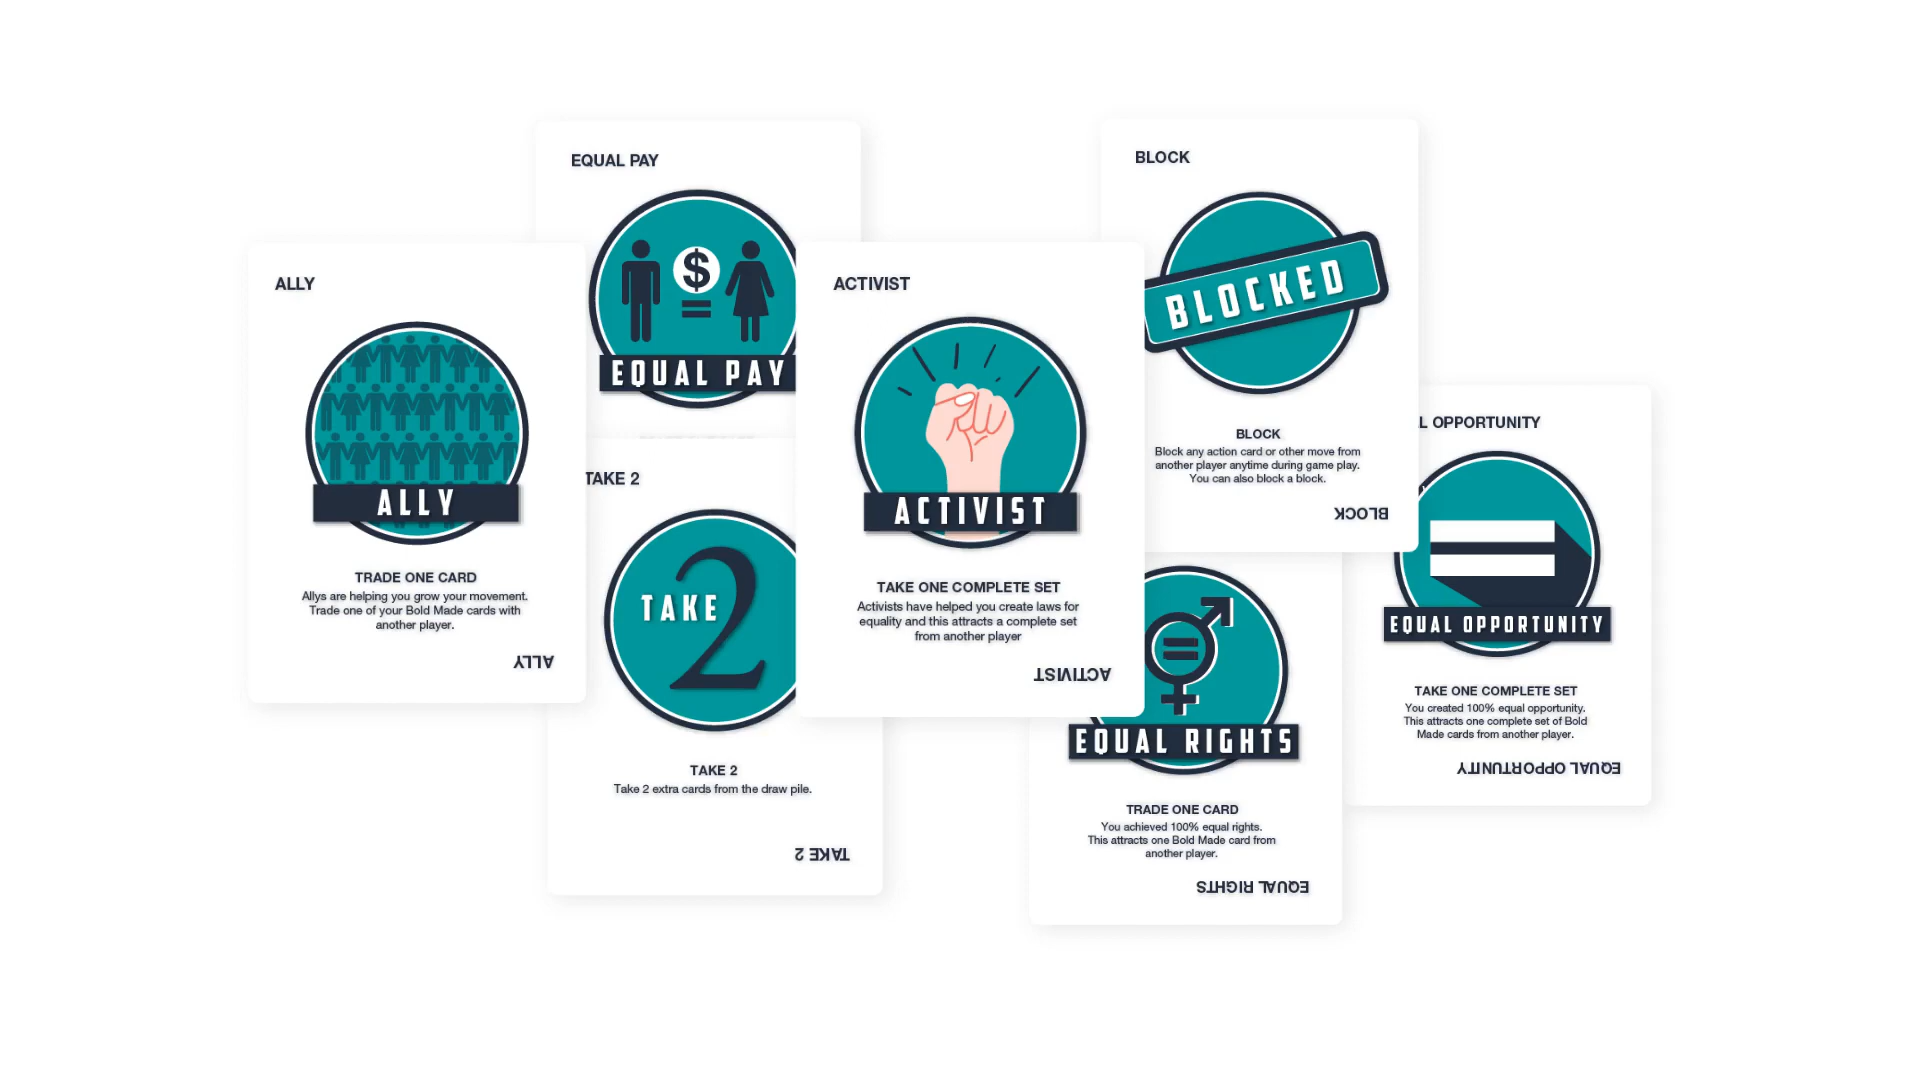 ALLY
ALLY
TRADE ONE CARD
Allys are helping you grow your movement.
Trade one of your Bold Made cards with
another player.
ALLY
EQUAL PAY
$
=
EQUAL PAY
TAKE 2
TAKE 2
TAKE 2
Take 2 extra cards from the draw pile.
TAKE 2
ACTIVIST
ACTIVIST
TAKE ONE COMPLETE SET
Activists have helped you create laws for
equality and this attracts a complete set
from another player
ACTIVIST
BLOCK
BLOCKED
BLOCK
Block any action card or other move from
another player anytime during game play.
You can also block a block.
BLOCK
EQUAL RIGHTS
TRADE ONE CARD
You achieved 100% equal rights.
This attracts one Bold Made card from
another player.
EQUAL RIGHTS
L OPPORTUNITY
EQUAL OPPORTUNITY
TAKE ONE COMPLETE SET
You created 100% equal opportunity.
This attracts one complete set of Bold
Made cards from another player.
EQUAL OPPORTUNITY